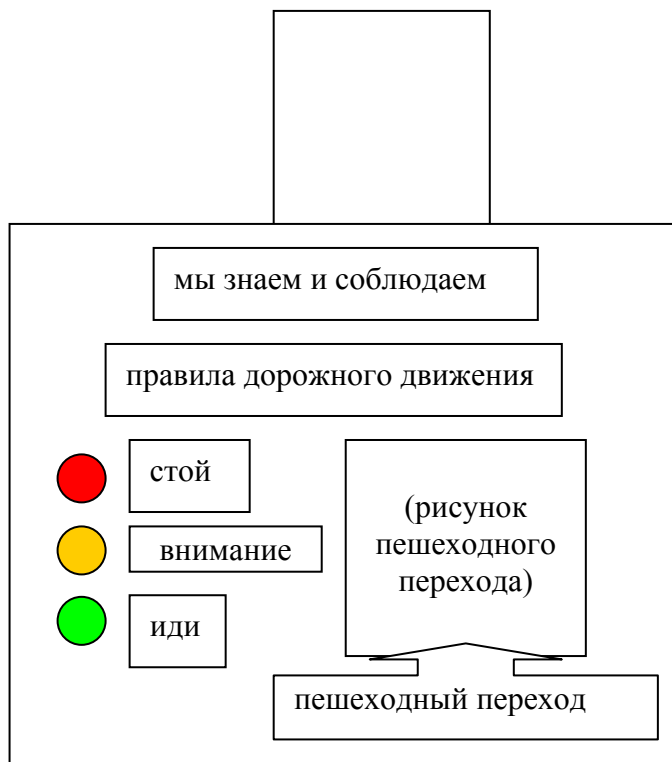 мы знаем и соблюдаем
правила дорожного движения
стой
внимание
иди
(рисунок
пешеходного
перехода)
пешеходный переход